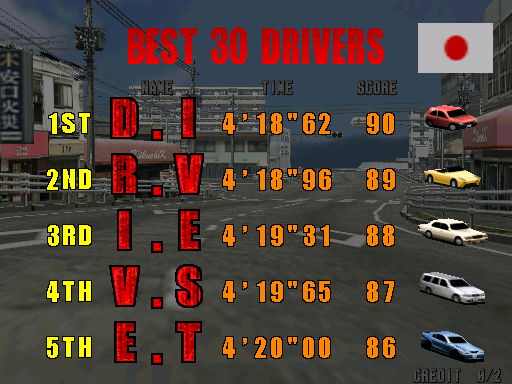 BEST 30 DRIVERS
NAME TIME SCORE
1ST D.I 4'18"62 90
2ND R.V 4'18"96 89
3RD I.E 4'19"31 88
4TH V.S 4'19"65 87
5TH E.T 4'20"00 86
CREDIT 0/2